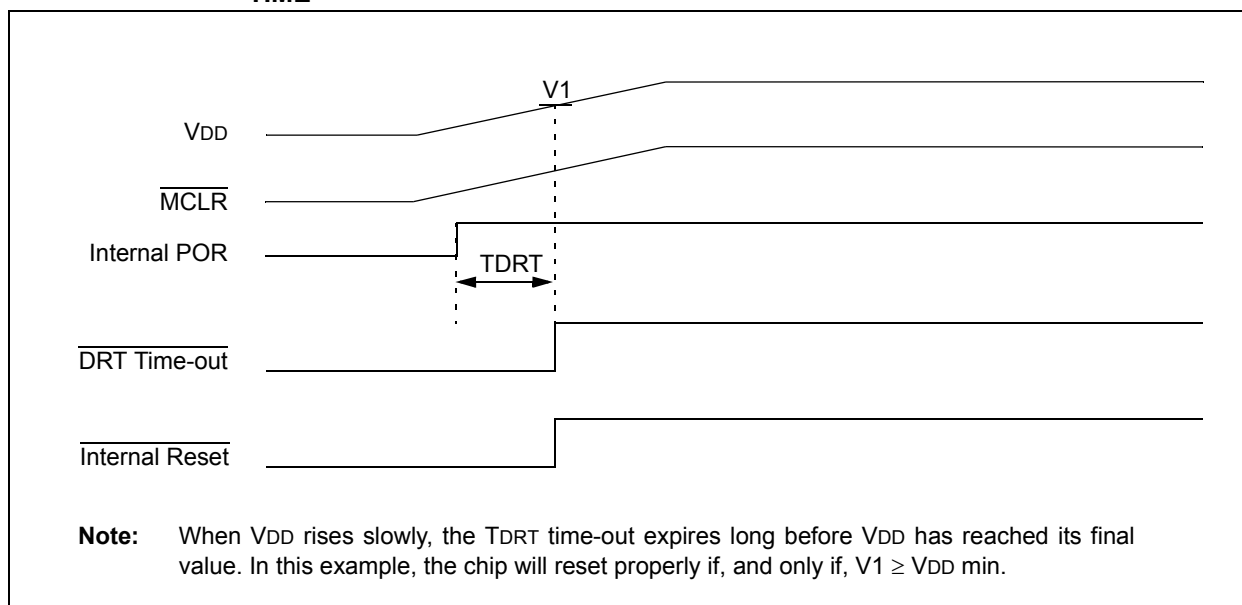 TIME
V1
VDD
MCLR
Internal POR
TDRT
DRT Time-out
Internal Reset
Note: When VDD rises slowly, the TDRT time-out expires long before VDD has reached its final
value. In this example, the chip will reset properly if, and only if, V1 ≥ VDD min.